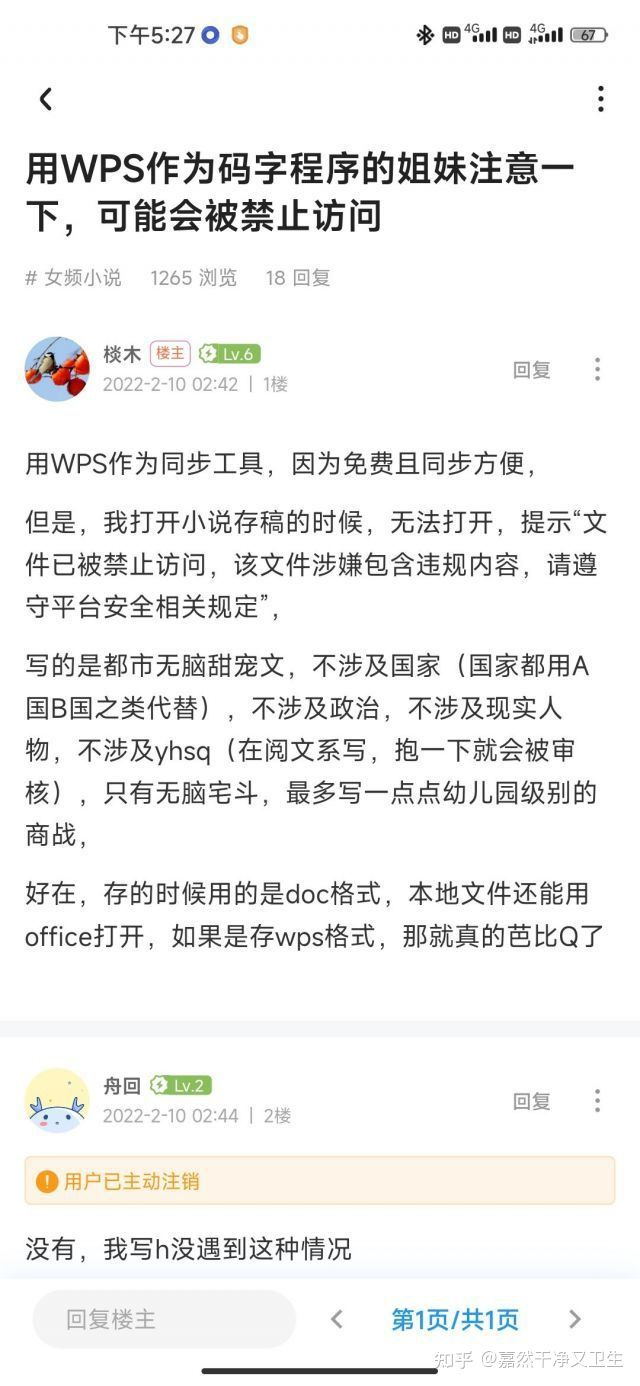 下午5:27
HD 4G HD 4G 67
用WPS作为码字程序的姐妹注意一
下，可能会被禁止访问
# 女频小说 1265 浏览 18 回复
棪木 楼主 Lv.6
回复
2022-2-10 02:42 | 1楼
用WPS作为同步工具，因为免费且同步方便，
但是，我打开小说存稿的时候，无法打开，提示“文
件已被禁止访问，该文件涉嫌包含违规内容，请遵
守平台安全相关规定”，
写的是都市无脑甜宠文，不涉及国家（国家都用A
国B国之类代替），不涉及政治，不涉及现实人
物，不涉及yhsq（在阅文系写，抱一下就会被审
核），只有无脑宅斗，最多写一点点幼儿园级别的
商战，
好在，存的时候用的是doc格式，本地文件还能用
office打开，如果是存wps格式，那就真的芭比Q了
舟回 Lv.2
回复
2022-2-10 02:44 | 2楼
用户已主动注销
没有，我写h没遇到这种情况
回复楼主
第1页/共1页
知乎 @嘉然干净又卫生